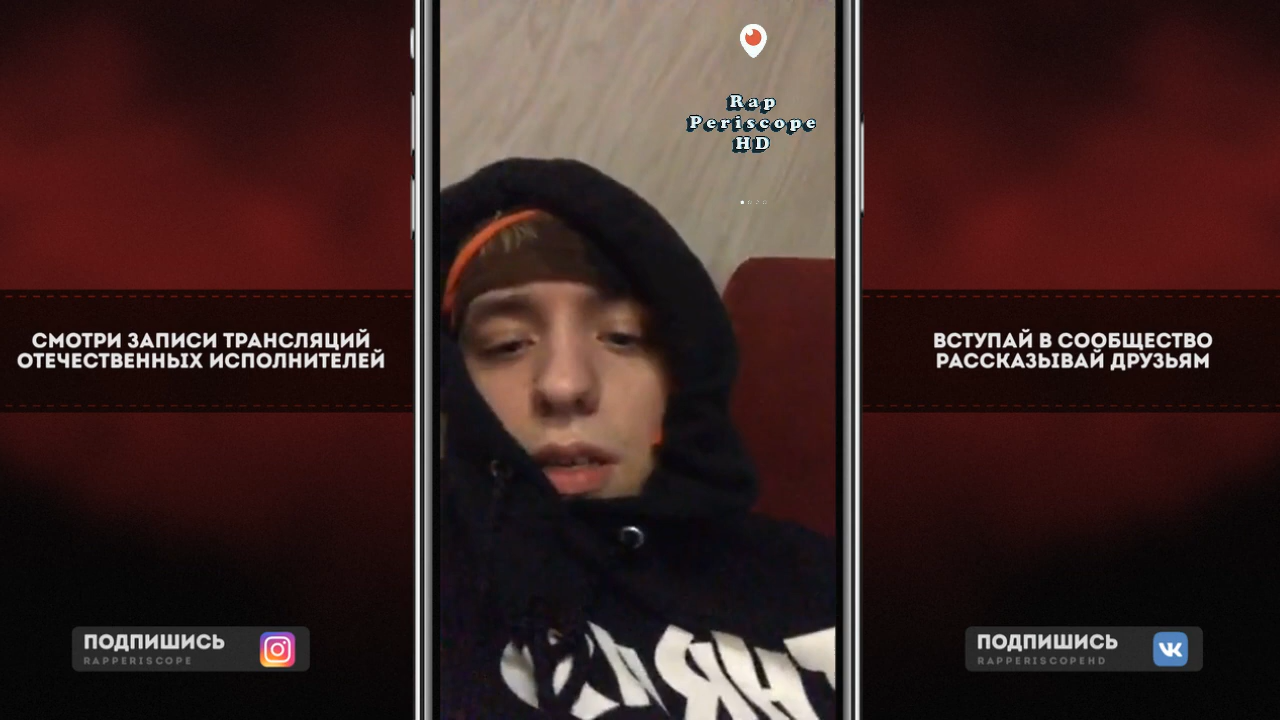 Rap
Periscope
HD
СМОТРИ ЗАПИСИ ТРАНСЛЯЦИЙ
ОТЕЧЕСТВЕННЫХ ИСПОЛНИТЕЛЕЙ
ВСТУПАЙ В СООБЩЕСТВО
РАССКАЗЫВАЙ ДРУЗЬЯМ
ПОДПИШИСЬ
RAPPERISCOPE
ПОДПИШИСЬ
RAPPERISCOPEHD